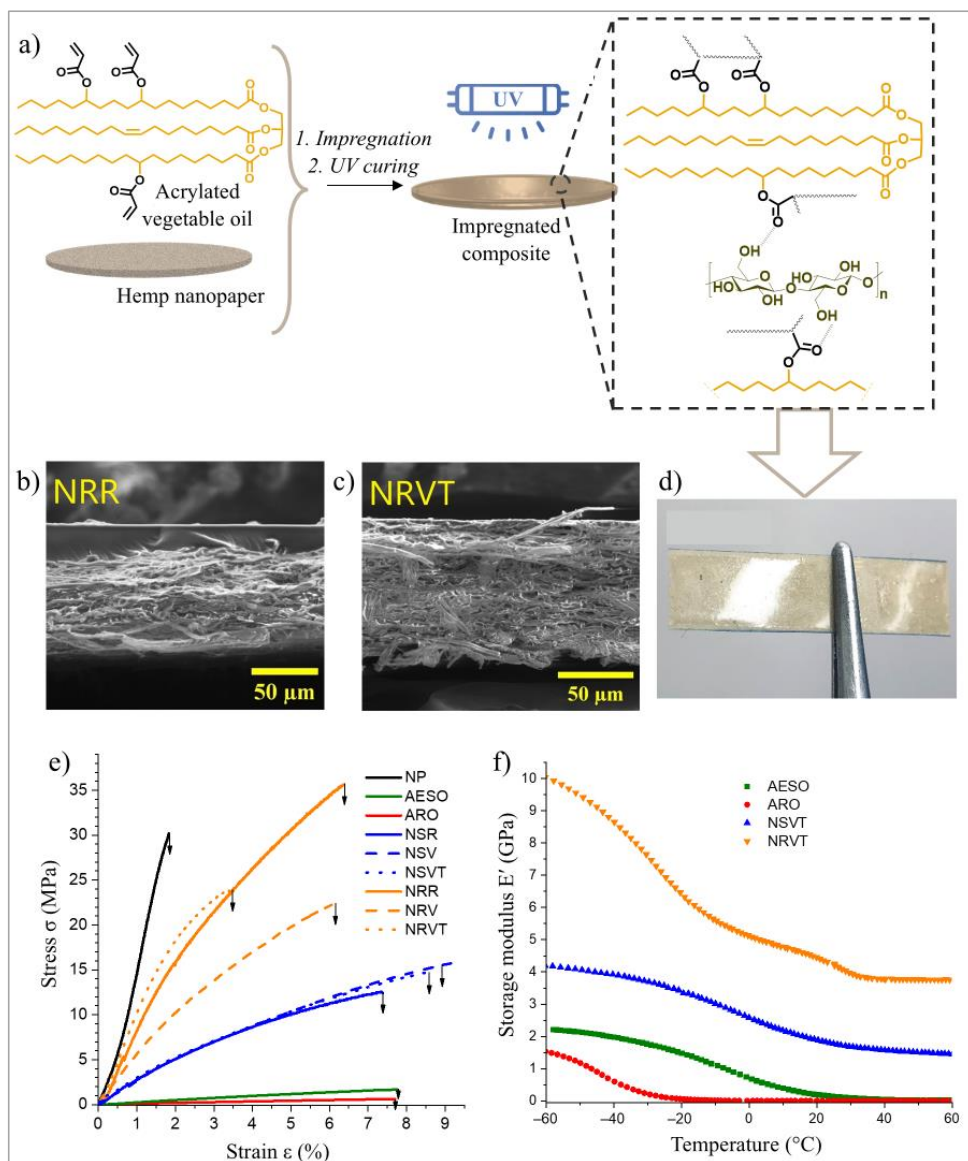 a)
O
O
O
O
O
O
O
O
O
O
O
O
Acrylated
vegetable oil
Hemp nanopaper
1. Impregnation
2. UV curing
UV
Impregnated
composite
O
O
O
O
O
O
O
O
O
O
O
O
OH
HO
O
OH
O
OH
HO
O
O
n
OH
O
O
b)
NRR
50 µm
c)
NRVT
50 µm
d)
e)
Stress σ (MPa)
35
30
25
20
15
10
5
0
0 1 2 3 4 5 6 7 8 9
Strain ε (%)
NP
AESO
ARO
NSR
NSV
NSVT
NRR
NRV
NRVT
f)
Storage modulus E′ (GPa)
10
9
8
7
6
5
4
3
2
1
0
−60 −40 −20 0 20 40 60
Temperature (°C)
AESO
ARO
NSVT
NRVT